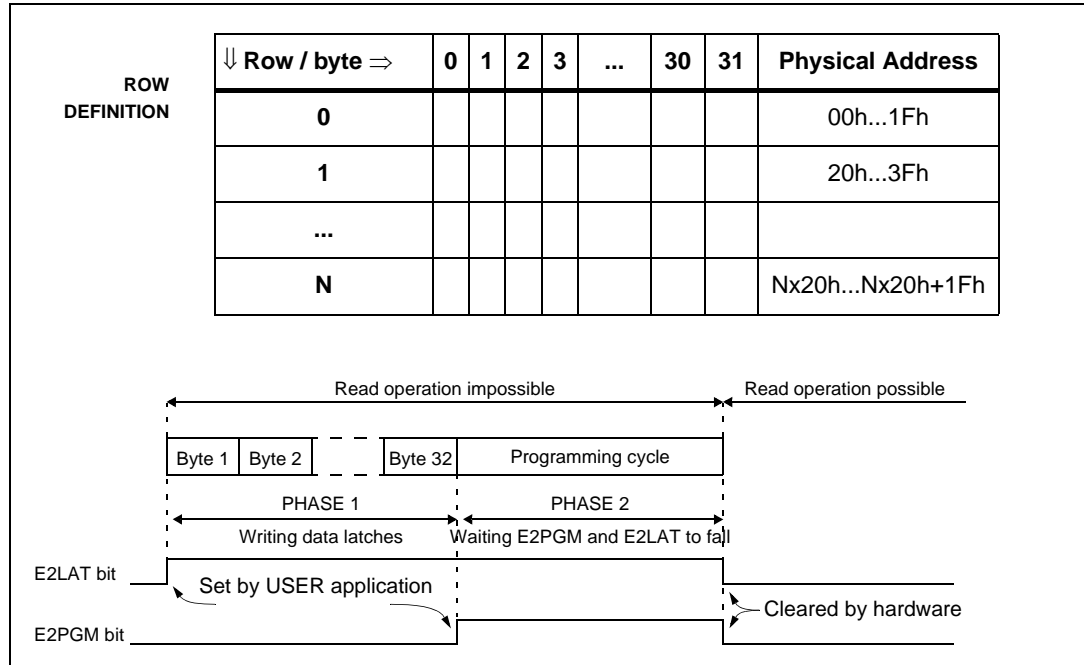 ROW
DEFINITION
⇓ Row / byte ⇒ 0 1 2 3 ... 30 31 Physical Address
0 00h...1Fh
1 20h...3Fh
...
N Nx20h...Nx20h+1Fh
Read operation impossible Read operation possible
Byte 1 Byte 2 Byte 32 Programming cycle
PHASE 1 PHASE 2
Writing data latches Waiting E2PGM and E2LAT to fall
E2LAT bit
Set by USER application
Cleared by hardware
E2PGM bit